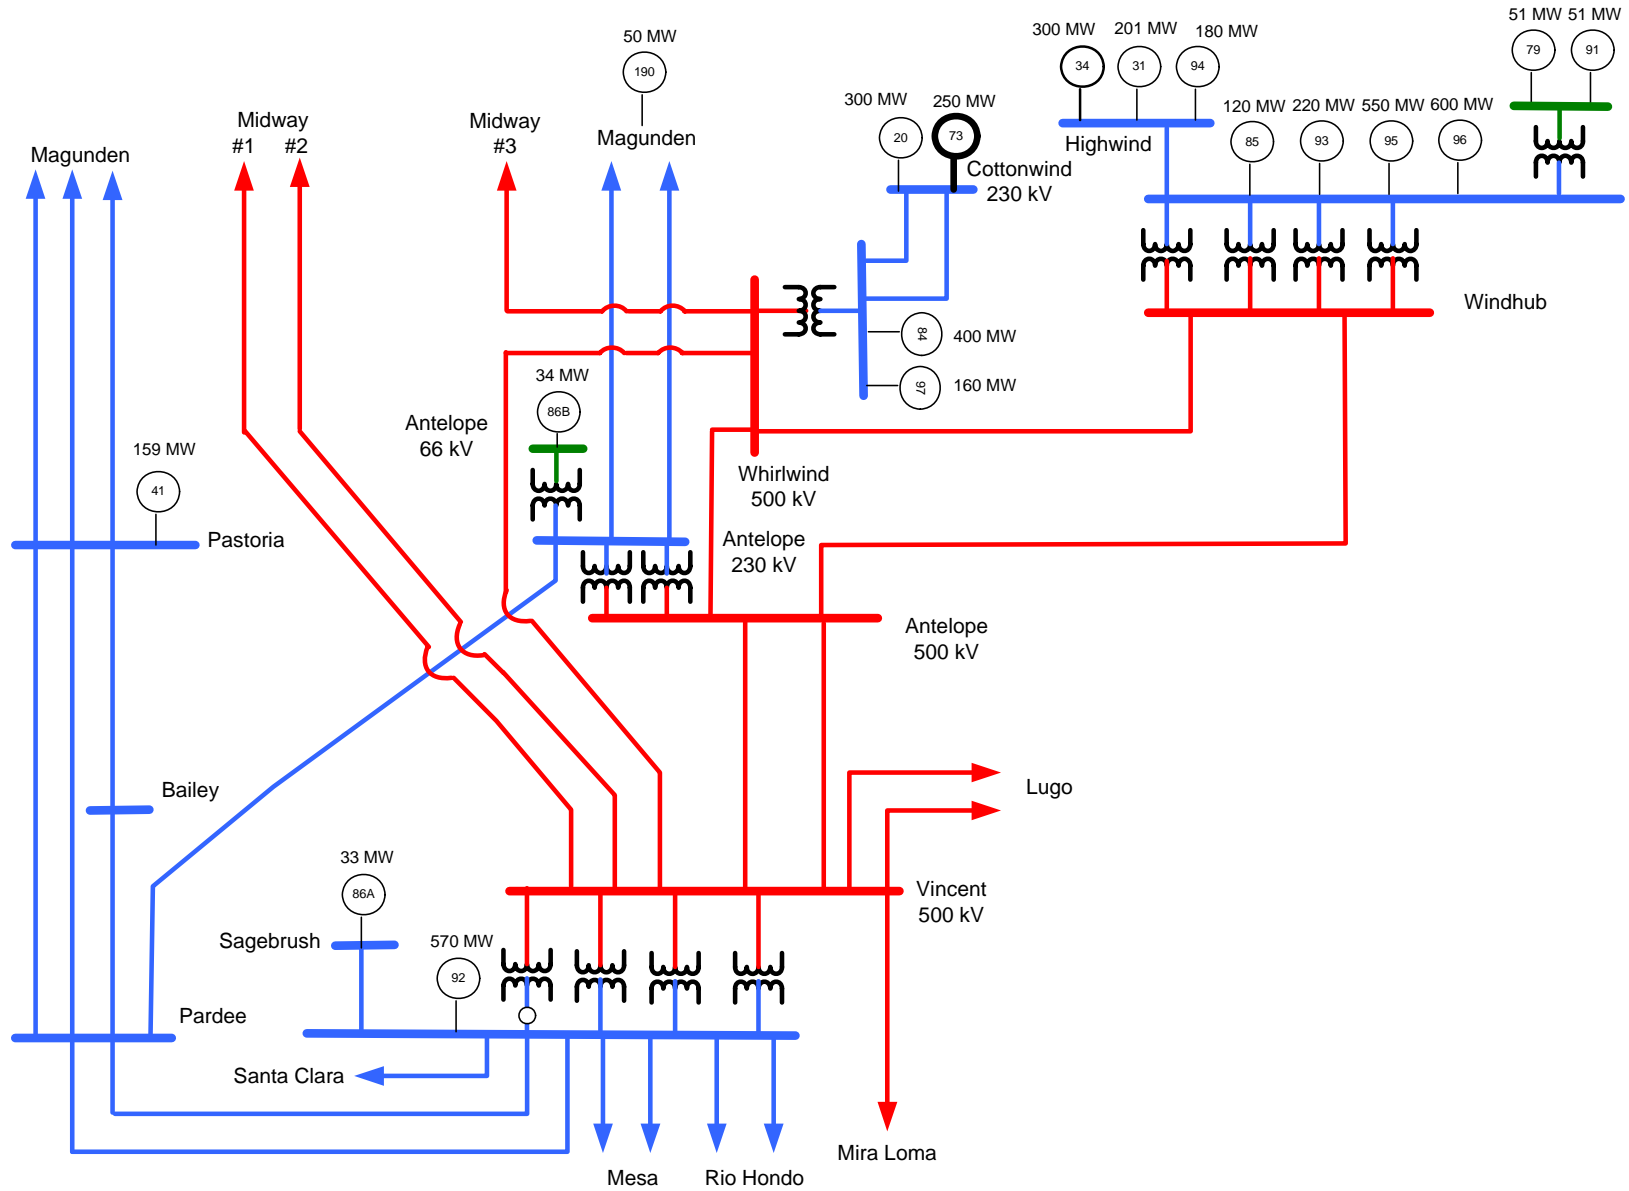 51 MW
51 MW
79
91
300 MW
201 MW
180 MW
34
31
94
50 MW
190
Midway
#1
#2
Midway
#3
Magunden
Magunden
300 MW
250 MW
20
73
Cottonwind
230 kV
Highwind
120 MW
220 MW
550 MW
600 MW
85
93
95
96
Windhub
84
400 MW
97
160 MW
34 MW
86B
Antelope
66 kV
Whirlwind
500 kV
159 MW
41
Pastoria
Antelope
230 kV
Antelope
500 kV
Bailey
Lugo
33 MW
86A
Sagebrush
570 MW
92
Vincent
500 kV
Pardee
Santa Clara
Mesa
Rio Hondo
Mira Loma